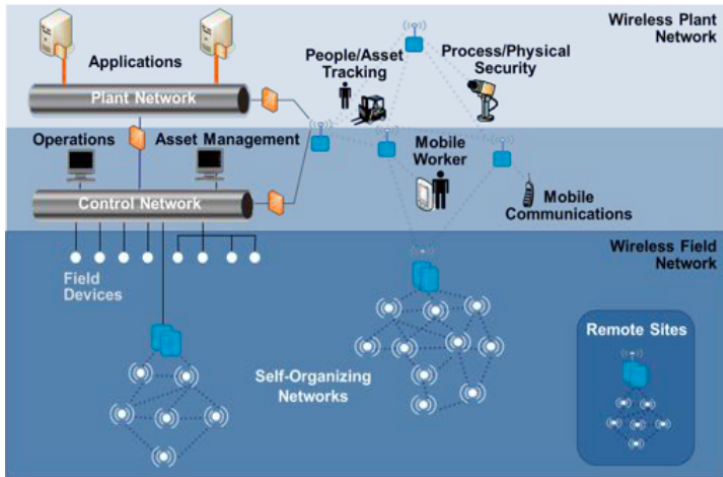 Wireless Plant
Network
Applications
People/Asset
Tracking
Process/Physical
Security
Plant Network
Operations
Asset Management
Mobile
Worker
Control Network
Mobile
Communications
Wireless Field
Network
Field
Devices
Remote Sites
Self-Organizing
Networks